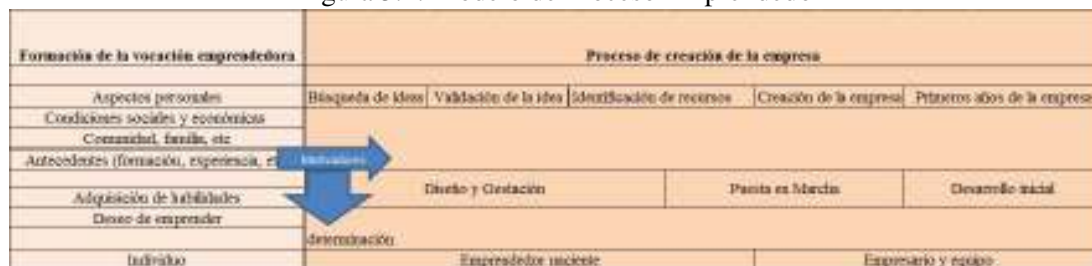 Formación de la vocación emprendedora Proceso de creación de la empresa
Aspectos personales Búsqueda de ideas Validación de la idea Identificación de recursos Creación de la empresa Primeros años de la empresa
Condiciones sociales y económicas
Comunidad, familia, etc
Antecedentes (formación, experiencia,
Adquisición de habilidades Diseño y Gestación Puesta en Marcha Desarrollo inicial
Deseo de emprender
determinación
Individuo Emprendedor naciente Empresario y equipo